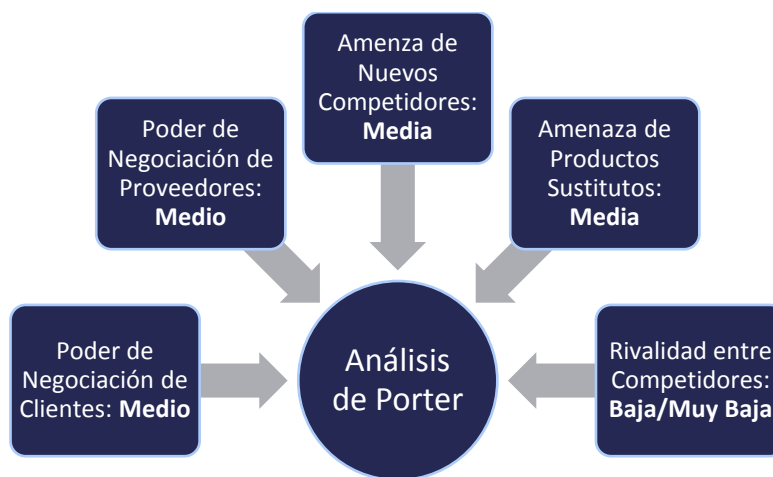 Amenza de
Nuevos
Competidores:
Media
Poder de
Negociación de
Proveedores:
Medio
Amenaza de
Productos
Sustitutos:
Media
Poder de
Negociación de
Clientes: Medio
Análisis
de Porter
Rivalidad entre
Competidores:
Baja/Muy Baja